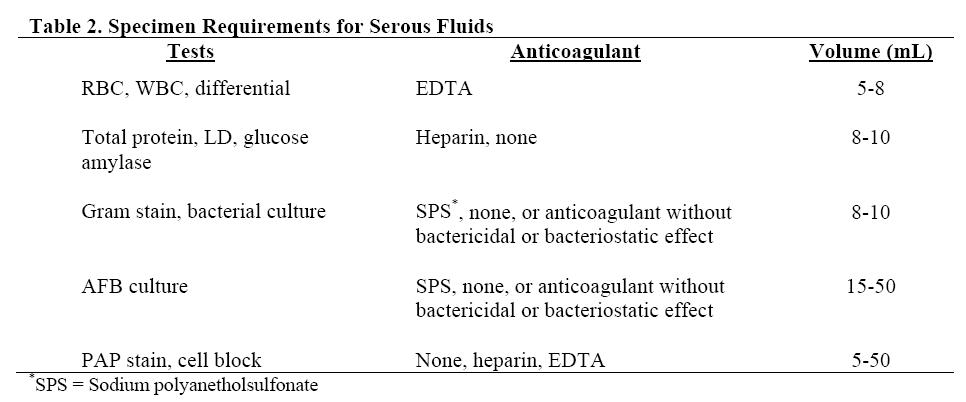 Table 2. Specimen Requirements for Serous Fluids
Tests Anticoagulant Volume (mL)
RBC, WBC, differential EDTA 5-8
Total protein, LD, glucose Heparin, none 8-10
amylase
Gram stain, bacterial culture SPS*, none, or anticoagulant without 8-10
bactericidal or bacteriostatic effect
AFB culture SPS, none, or anticoagulant without 15-50
bactericidal or bacteriostatic effect
PAP stain, cell block None, heparin, EDTA 5-50
*SPS = Sodium polyanetholsulfonate